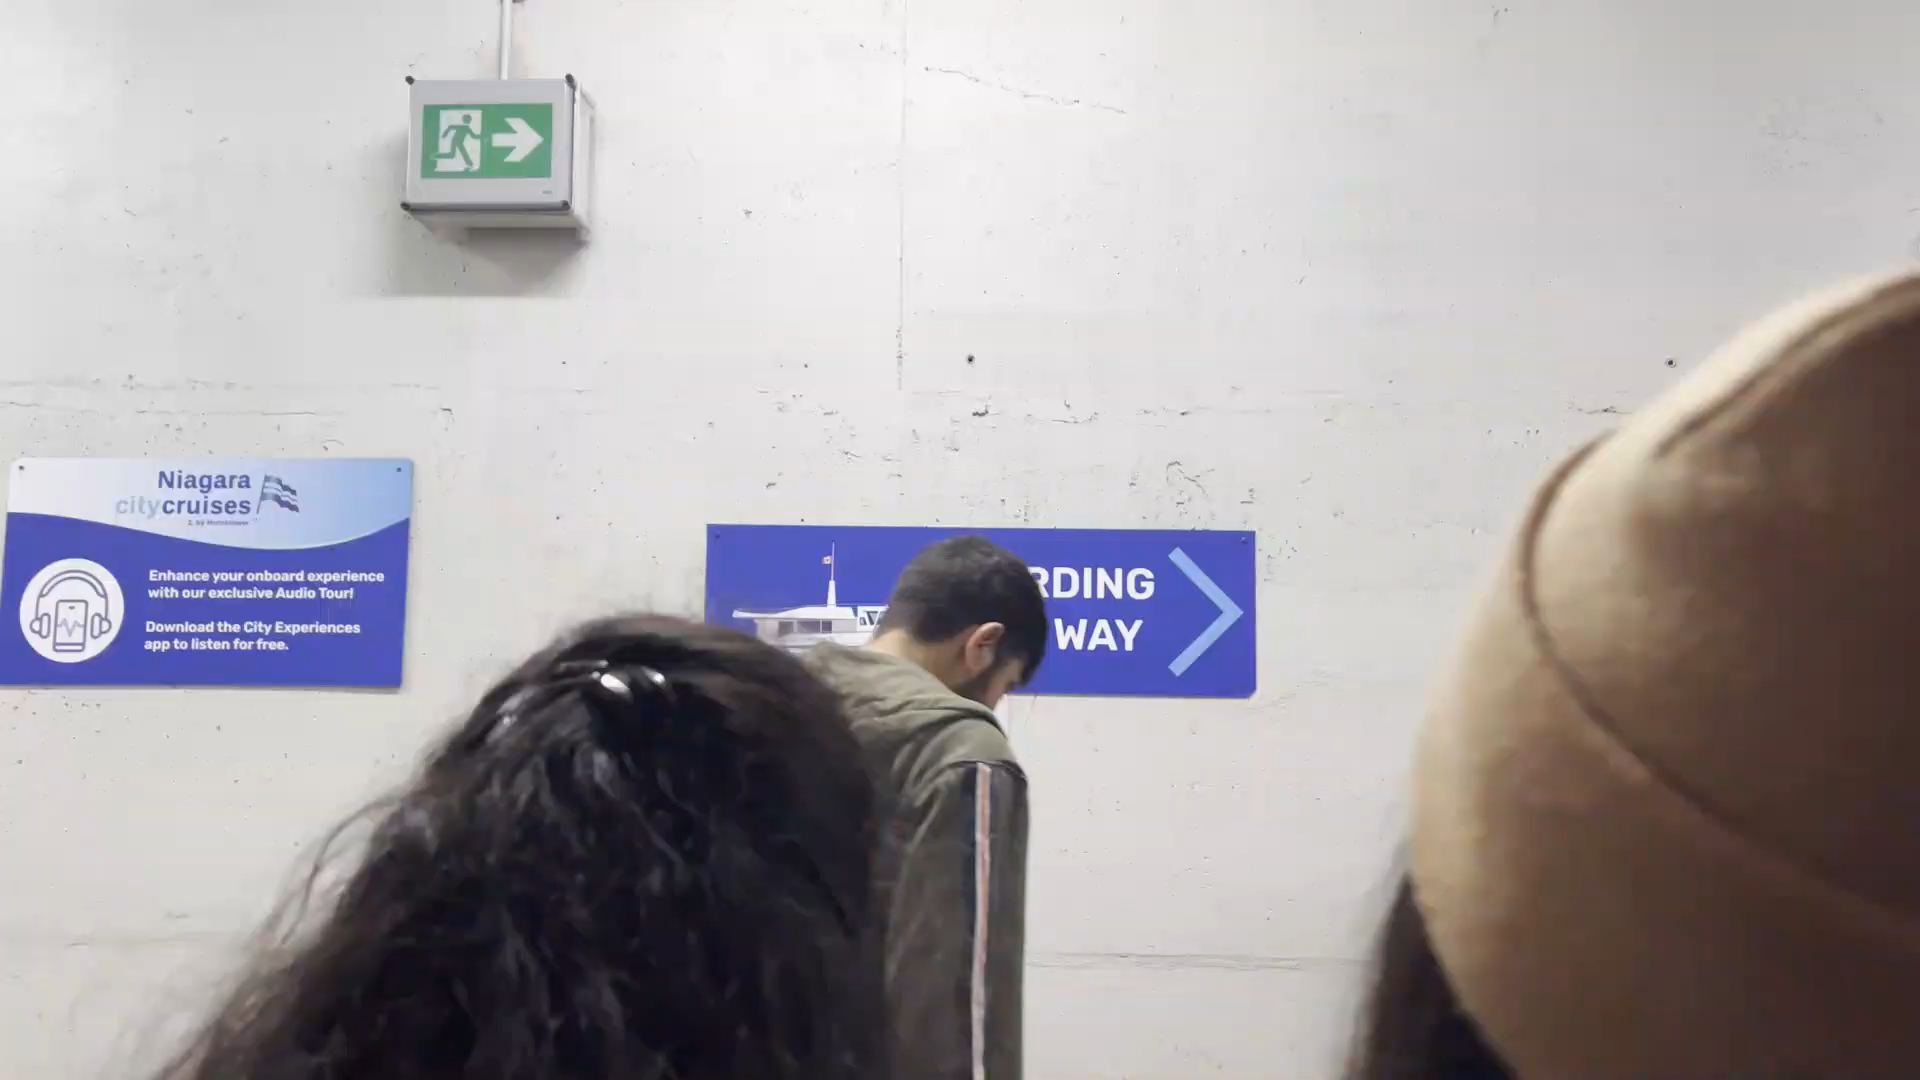 Niagara
citycruises
Enhance your onboard experience
with our exclusive Audio Tour!
Download the City Experiences
app to listen for free.
RDING
WAY